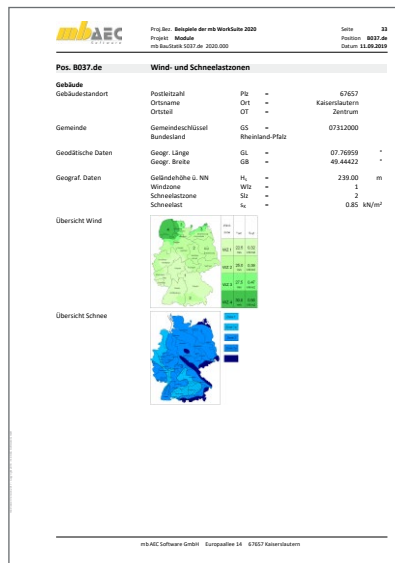 mbAEC
Software
Proj.Bez. Beispiele der mb WorkSuite 2020 Seite 33
Projekt Module Position B037.de
mb BauStatik S037.de 2020.000 Datum 11.09.2019
Pos. B037.de Wind- und Schneelastzonen
Gebäude
Gebäudestandort Postleitzahl Plz = 67657
Ortsname Ort = Kaiserslautern
Ortsteil OT = Zentrum
Gemeinde Gemeindeschlüssel GS = 07312000
Bundesland Rheinland-Pfalz
Geodätische Daten Geogr. Länge GL = 07.76959 °
Geogr. Breite GB = 49.44422 °
Geograf. Daten Geländehöhe ü. NN Hs = 239.00 m
Windzone Wlz = 1
Schneelastzone Slz = 2
Schneelast sk = 0.85 kN/m²
Übersicht Wind
Übersicht Schnee
mb AEC Software GmbH Europaallee 14 67657 Kaiserslautern